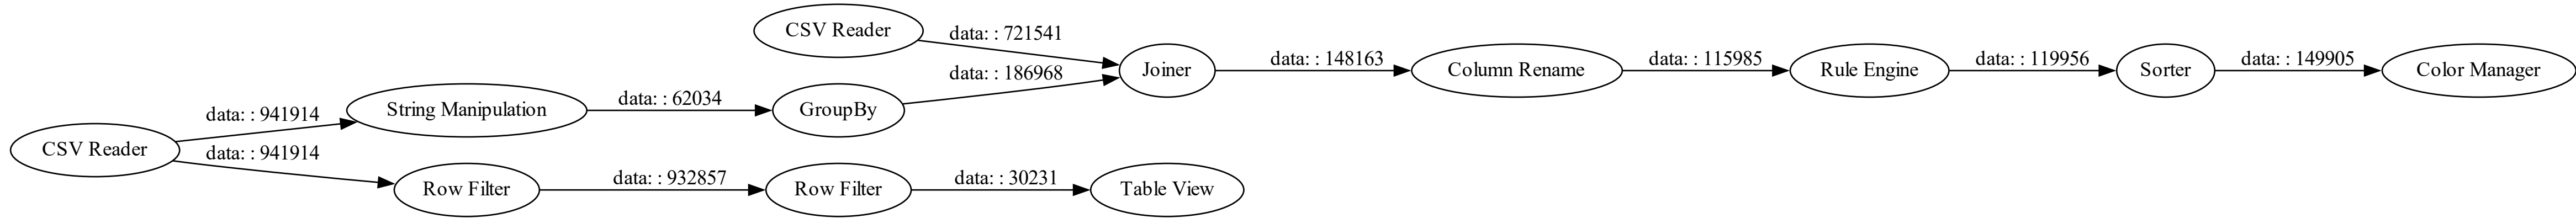 CSV Reader
data: : 721541
data: : 186968
Joiner
data: : 148163
Column Rename
data: : 115985
Rule Engine
data: : 119956
Sorter
data: : 149905
Color Manager
data: : 941914
String Manipulation
data: : 62034
GroupBy
CSV Reader
data: : 941914
Row Filter
data: : 932857
Row Filter
data: : 30231
Table View